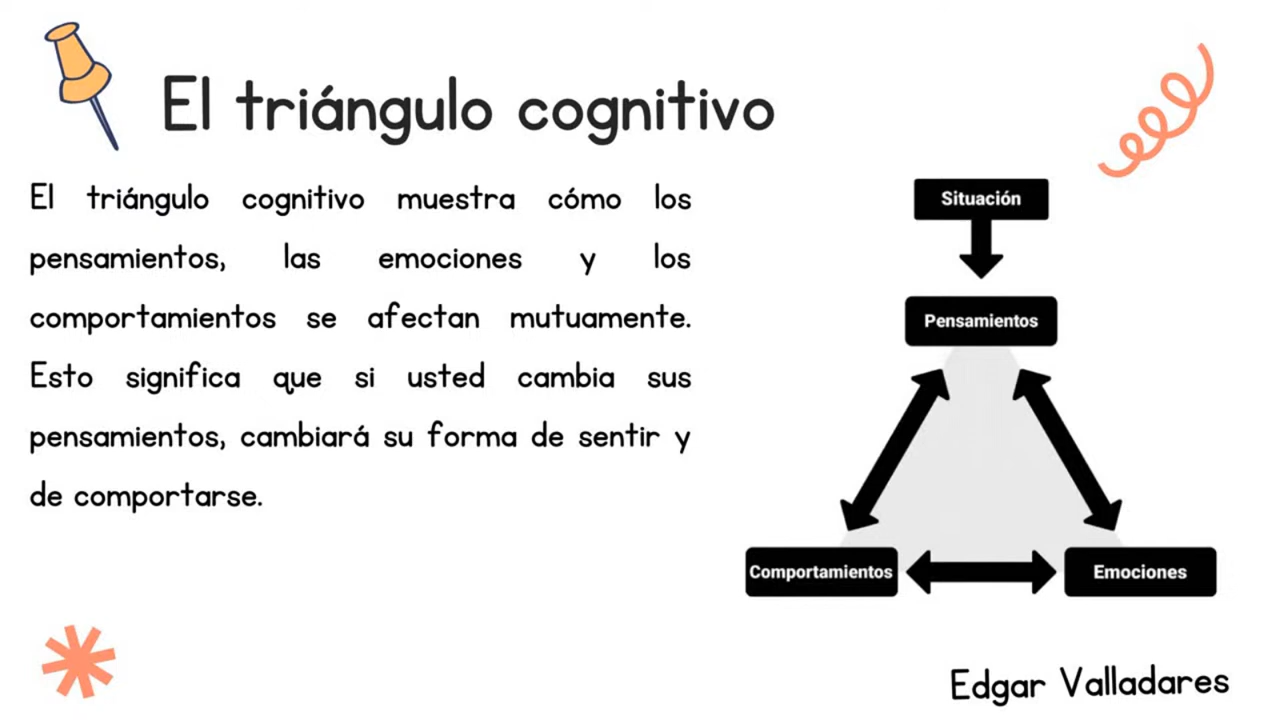 El triángulo cognitivo
El triángulo cognitivo muestra cómo los
pensamientos, las emociones y los
comportamientos se afectan mutuamente.
Esto significa que si usted cambia sus
pensamientos, cambiará su forma de sentir y
de comportarse.
Situación
Pensamientos
Comportamientos
Emociones
Edgar Valladares